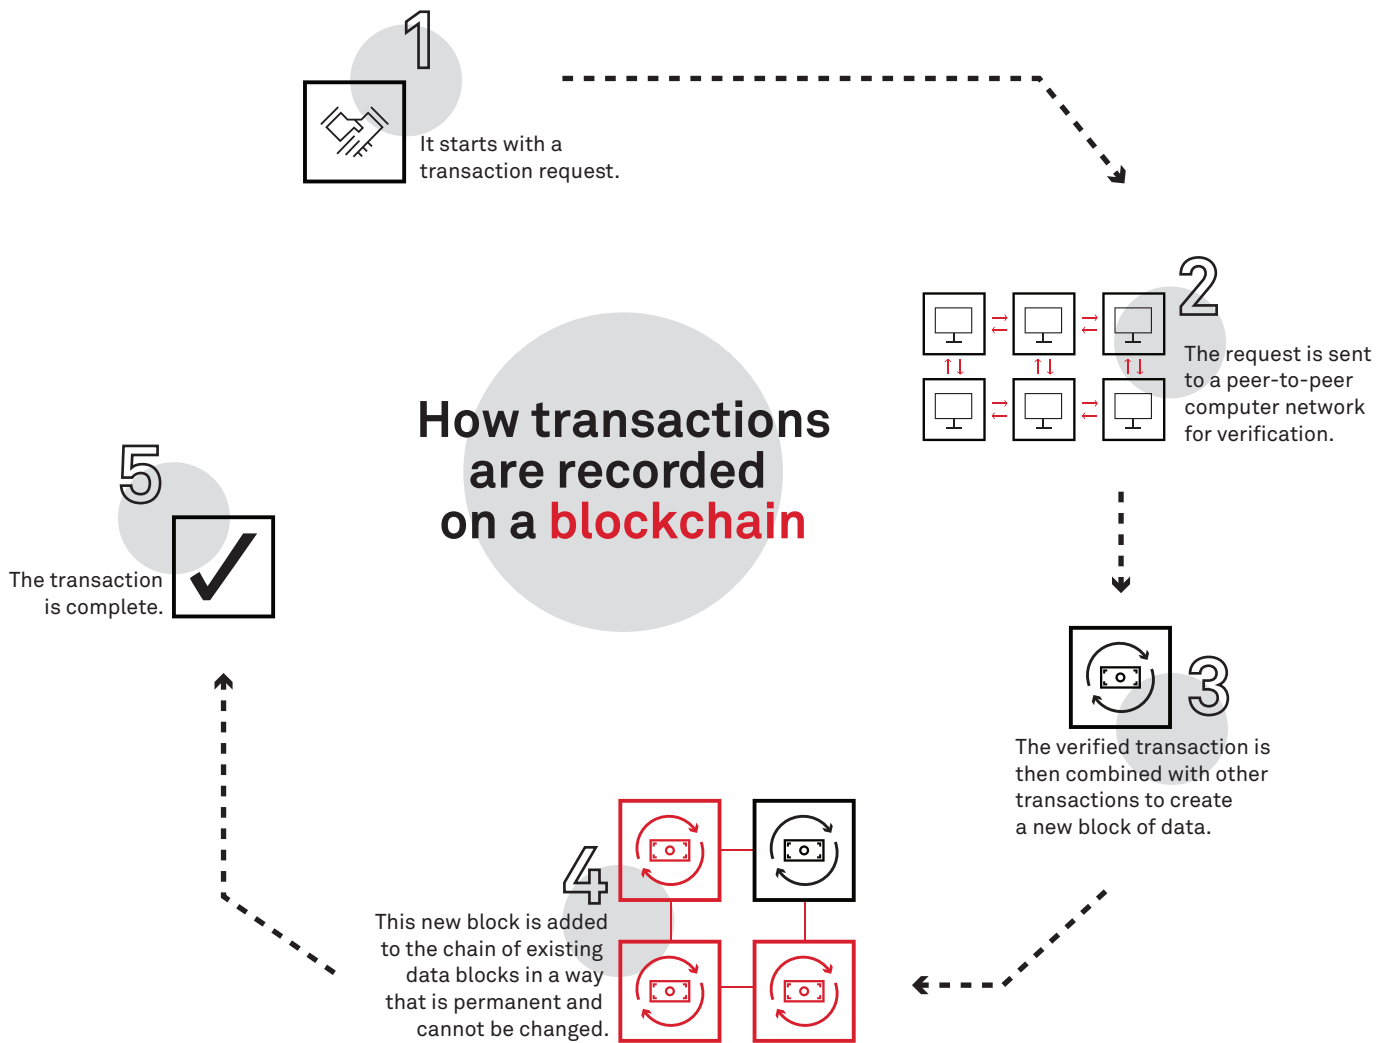 1
It starts with a
transaction request.
2
The request is sent
to a peer-to-peer
computer network
for verification.
How transactions
are recorded
on a blockchain
3
The verified transaction is
then combined with other
transactions to create
a new block of data.
4
This new block is added
to the chain of existing
data blocks in a way
that is permanent and
cannot be changed.
5
The transaction
is complete.